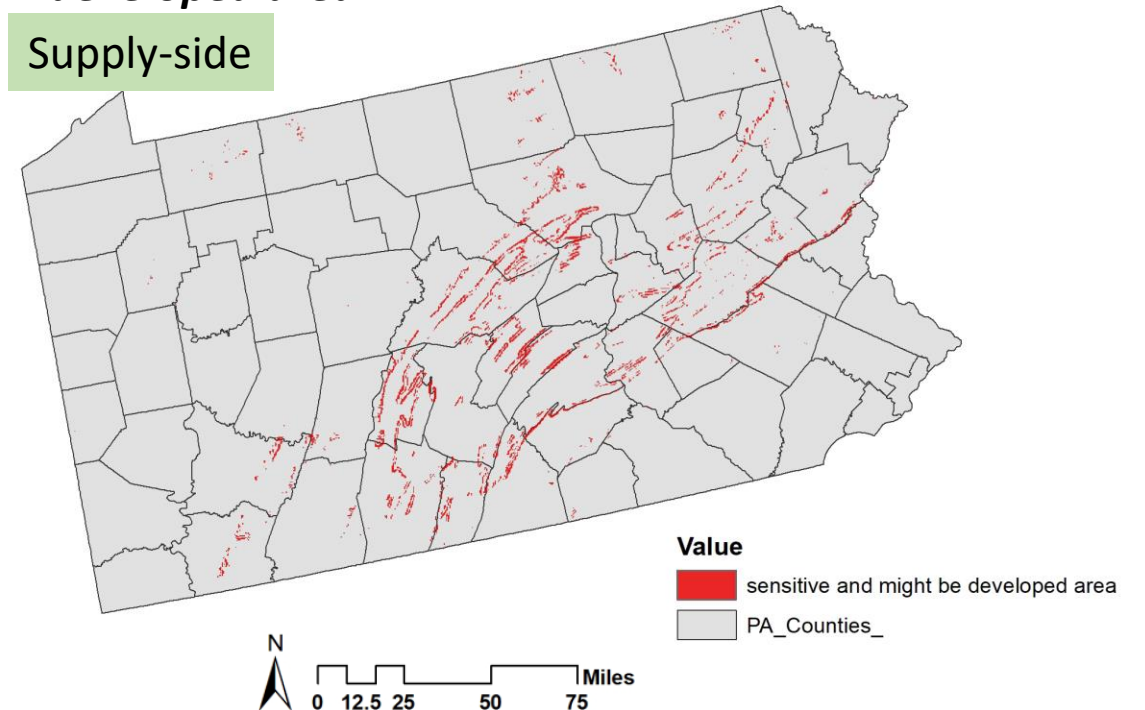 Supply-side
Value
sensitive and might be developed area
PA_Counties_
N
Miles
0 12.5 25 50 75